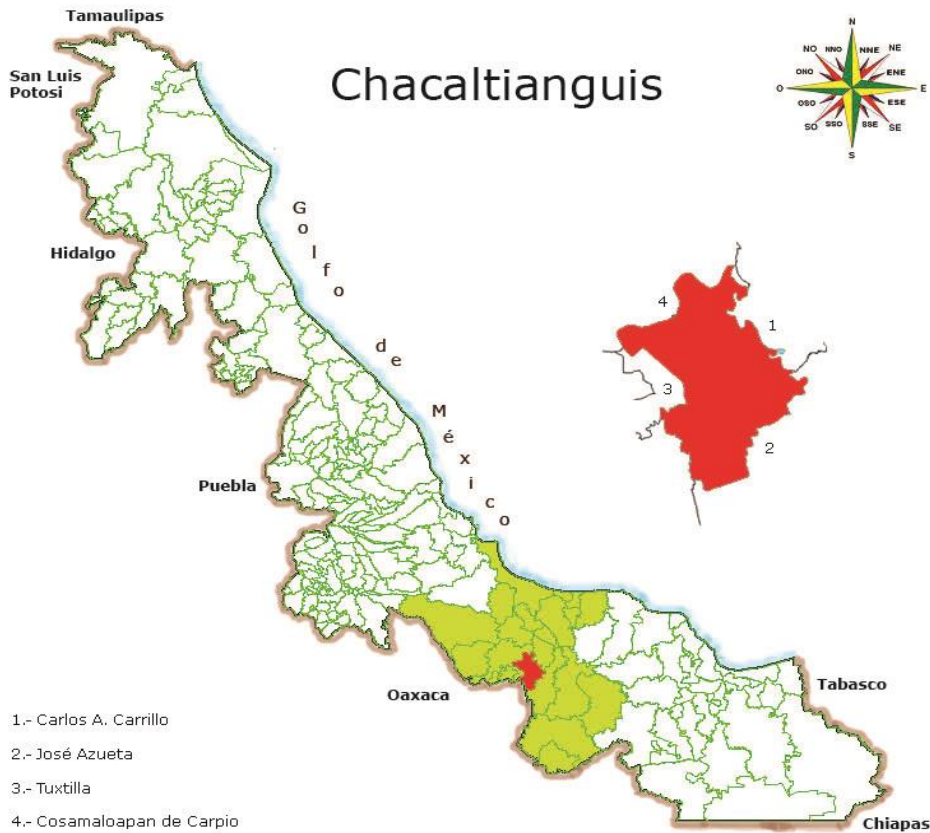 Tamaulipas
San Luis
Potosi
Chacaltianguis
N
NNO
NNE
NO
NE
ONO
ENE
O
E
OSO
ESE
SO
SSO
SSE
SE
S
Golfo de México
Hidalgo
4
1
3
2
Puebla
Oaxaca
Tabasco
1.- Carlos A. Carrillo
2.- José Azueta
3.- Tuxtilla
4.- Cosamaloapan de Carpio
Chiapas